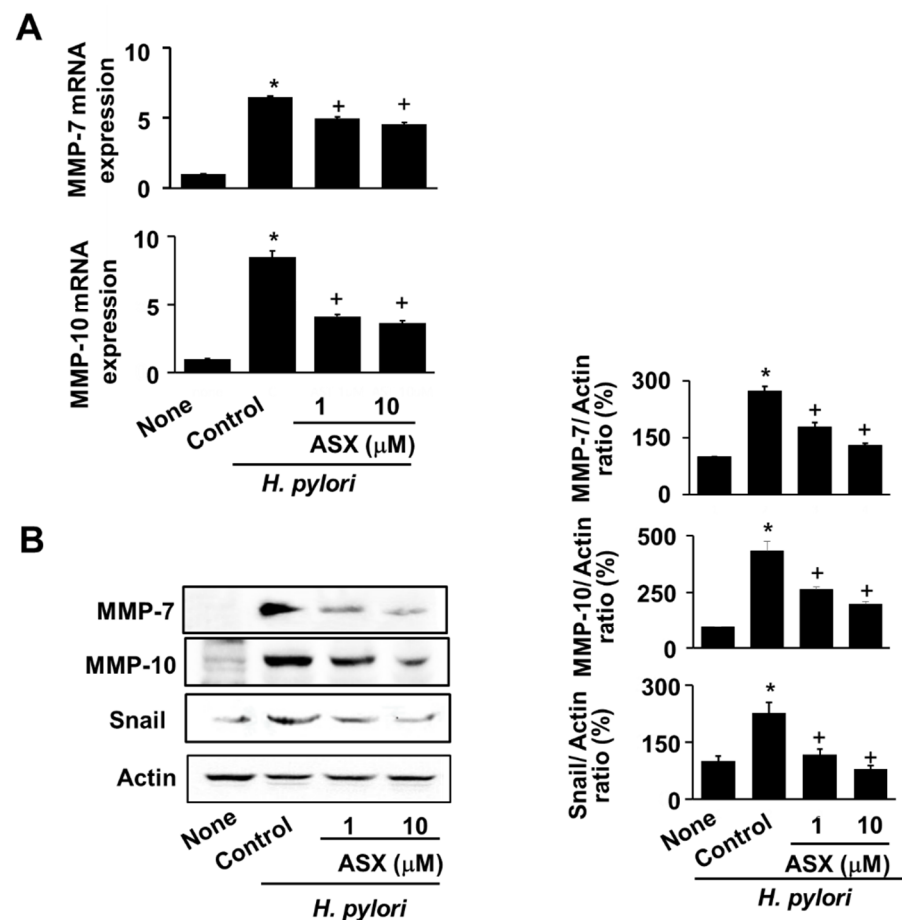 A
MMP-7 mRNA
expression
10
5
0
*
+
+
MMP-10 mRNA
expression
10
5
0
*
+
+
None
Control
1
10
ASX (μM)
H. pylori
B
MMP-7
MMP-10
Snail
Actin
None
Control
1
10
ASX (μM)
H. pylori
MMP-7/Actin
ratio (%)
300
150
0
*
+
+
MMP-10/Actin
ratio (%)
500
250
0
*
+
+
Snail/ Actin
ratio (%)
300
150
0
*
+
+
None
Control
1
10
ASX (μM)
H. pylori